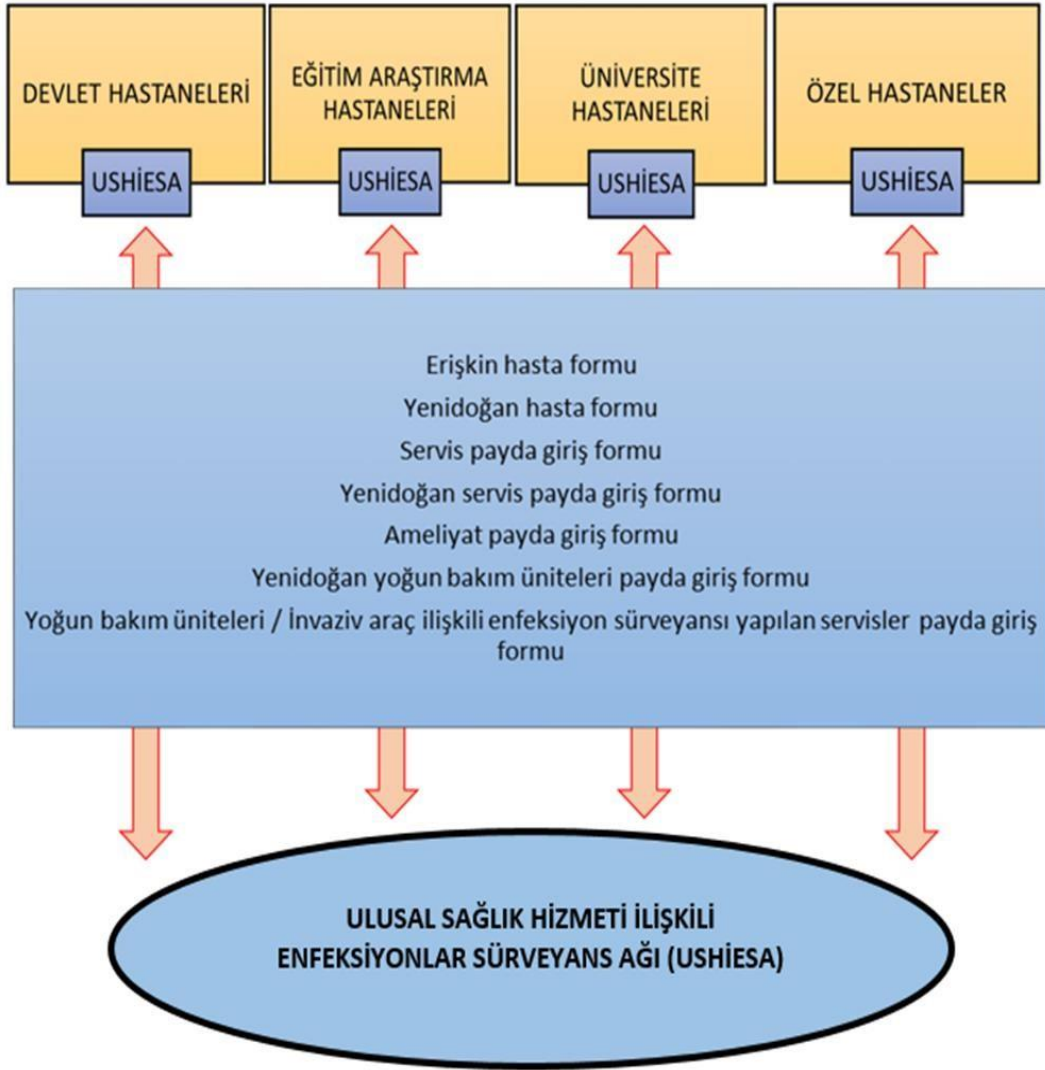 DEVLET HASTANELERİ
USHİESA
EĞİTİM ARAŞTIRMA
HASTANELERİ
USHİESA
ÜNİVERSİTE
HASTANELERİ
USHİESA
ÖZEL HASTANELER
USHİESA
Erişkin hasta formu
Yenidoğan hasta formu
Servis payda giriş formu
Yenidoğan servis payda giriş formu
Ameliyat payda giriş formu
Yenidoğan yoğun bakım üniteleri payda giriş formu
Yoğun bakım üniteleri / İnvaziv araç ilişkili enfeksiyon sürveyansı yapılan servisler payda giriş
formu
ULUSAL SAĞLIK HİZMETİ İLİŞKİLİ
ENFEKSİYONLAR SÜRVEYANS AĞI (USHİESA)